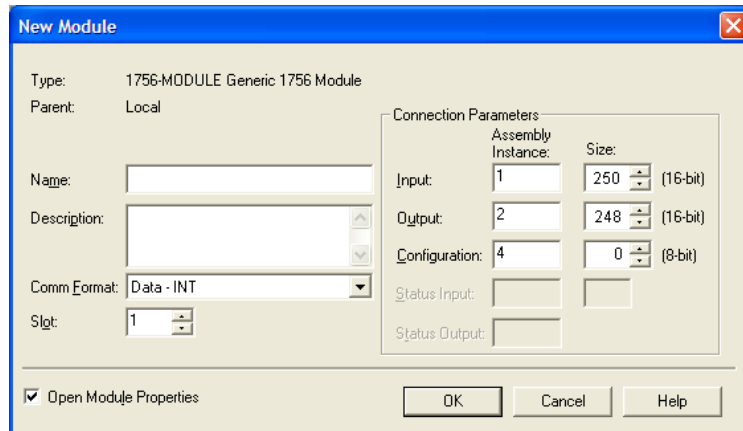 New Module
Type: 1756-MODULE Generic 1756 Module
Parent: Local
Connection Parameters
Assembly Instance: Size:
Name:
Input: 1 250 (16-bit)
Description:
Output: 2 248 (16-bit)
Configuration: 4 0 (8-bit)
Comm Format: Data - INT
Status Input:
Slot: 1
Status Output:
Open Module Properties
OK Cancel Help